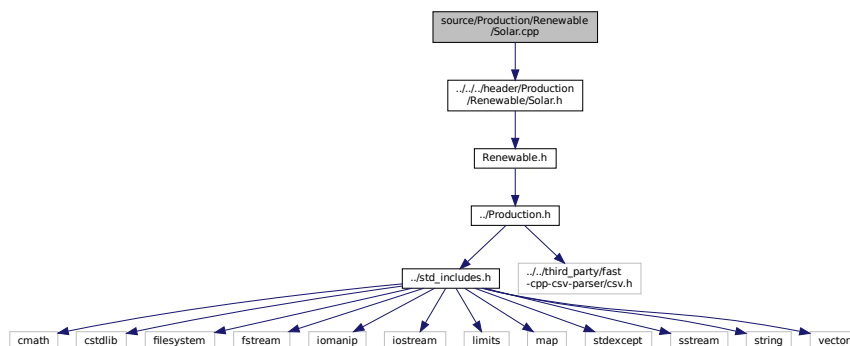 source/Production/Renewable
/Solar.cpp
../../../header/Production
/Renewable/Solar.h
Renewable.h
../Production.h
../std_includes.h
../../third_party/fast
-cpp-csv-parser/csv.h
cmath
cstdlib
filesystem
fstream
iomanip
iostream
limits
map
stdexcept
sstream
string
vector